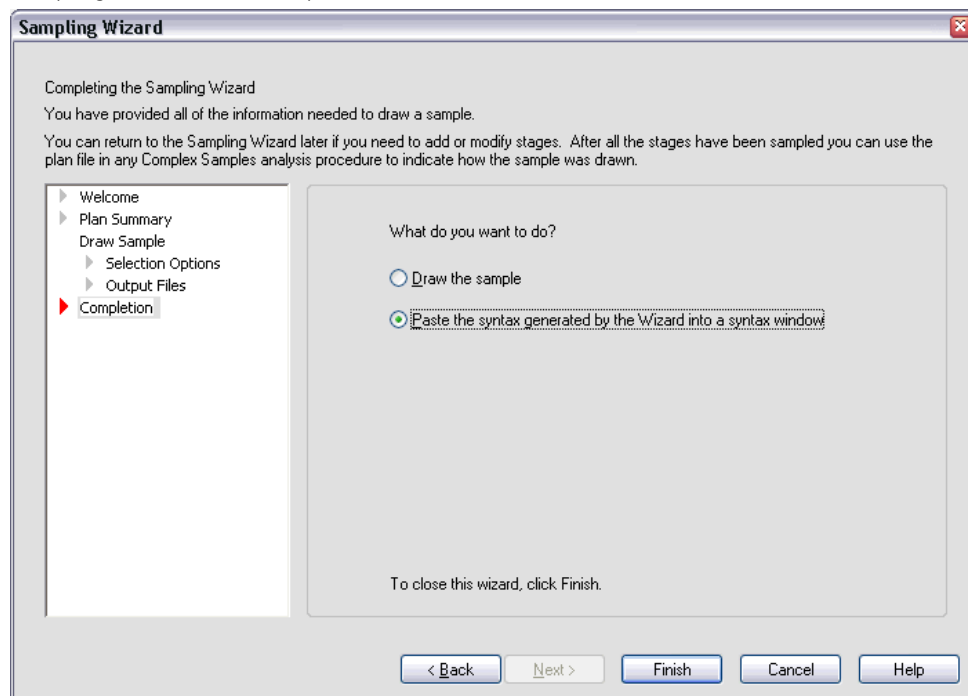 Sampling Wizard
Completing the Sampling Wizard
You have provided all of the information needed to draw a sample.
You can return to the Sampling Wizard later if you need to add or modify stages. After all the stages have been sampled you can use the
plan file in any Complex Samples analysis procedure to indicate how the sample was drawn.
Welcome
Plan Summary
Draw Sample
Selection Options
Output Files
Completion
What do you want to do?
Draw the sample
Paste the syntax generated by the Wizard into a syntax window
To close this wizard, click Finish.
< Back
Next >
Finish
Cancel
Help